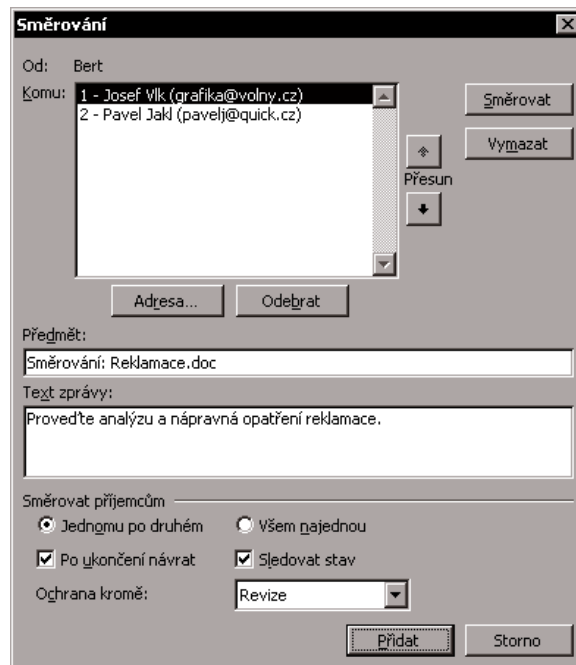 Směrování
Od: Bert
Komu:
1 - Josef Vlk (grafika@volny.cz)
2 - Pavel Jakl (pavelj@quick.cz)
Směrovat
Vymazat
Přesun
Adresa... Odebrat
Předmět:
Směrování: Reklamace.doc
Text zprávy:
Proveďte analýzu a nápravná opatření reklamace.
Směrovat příjemcům
Jednomu po druhém Všem najednou
Po ukončení návrat Sledovat stav
Ochrana kromě: Revize
Přidat Storno